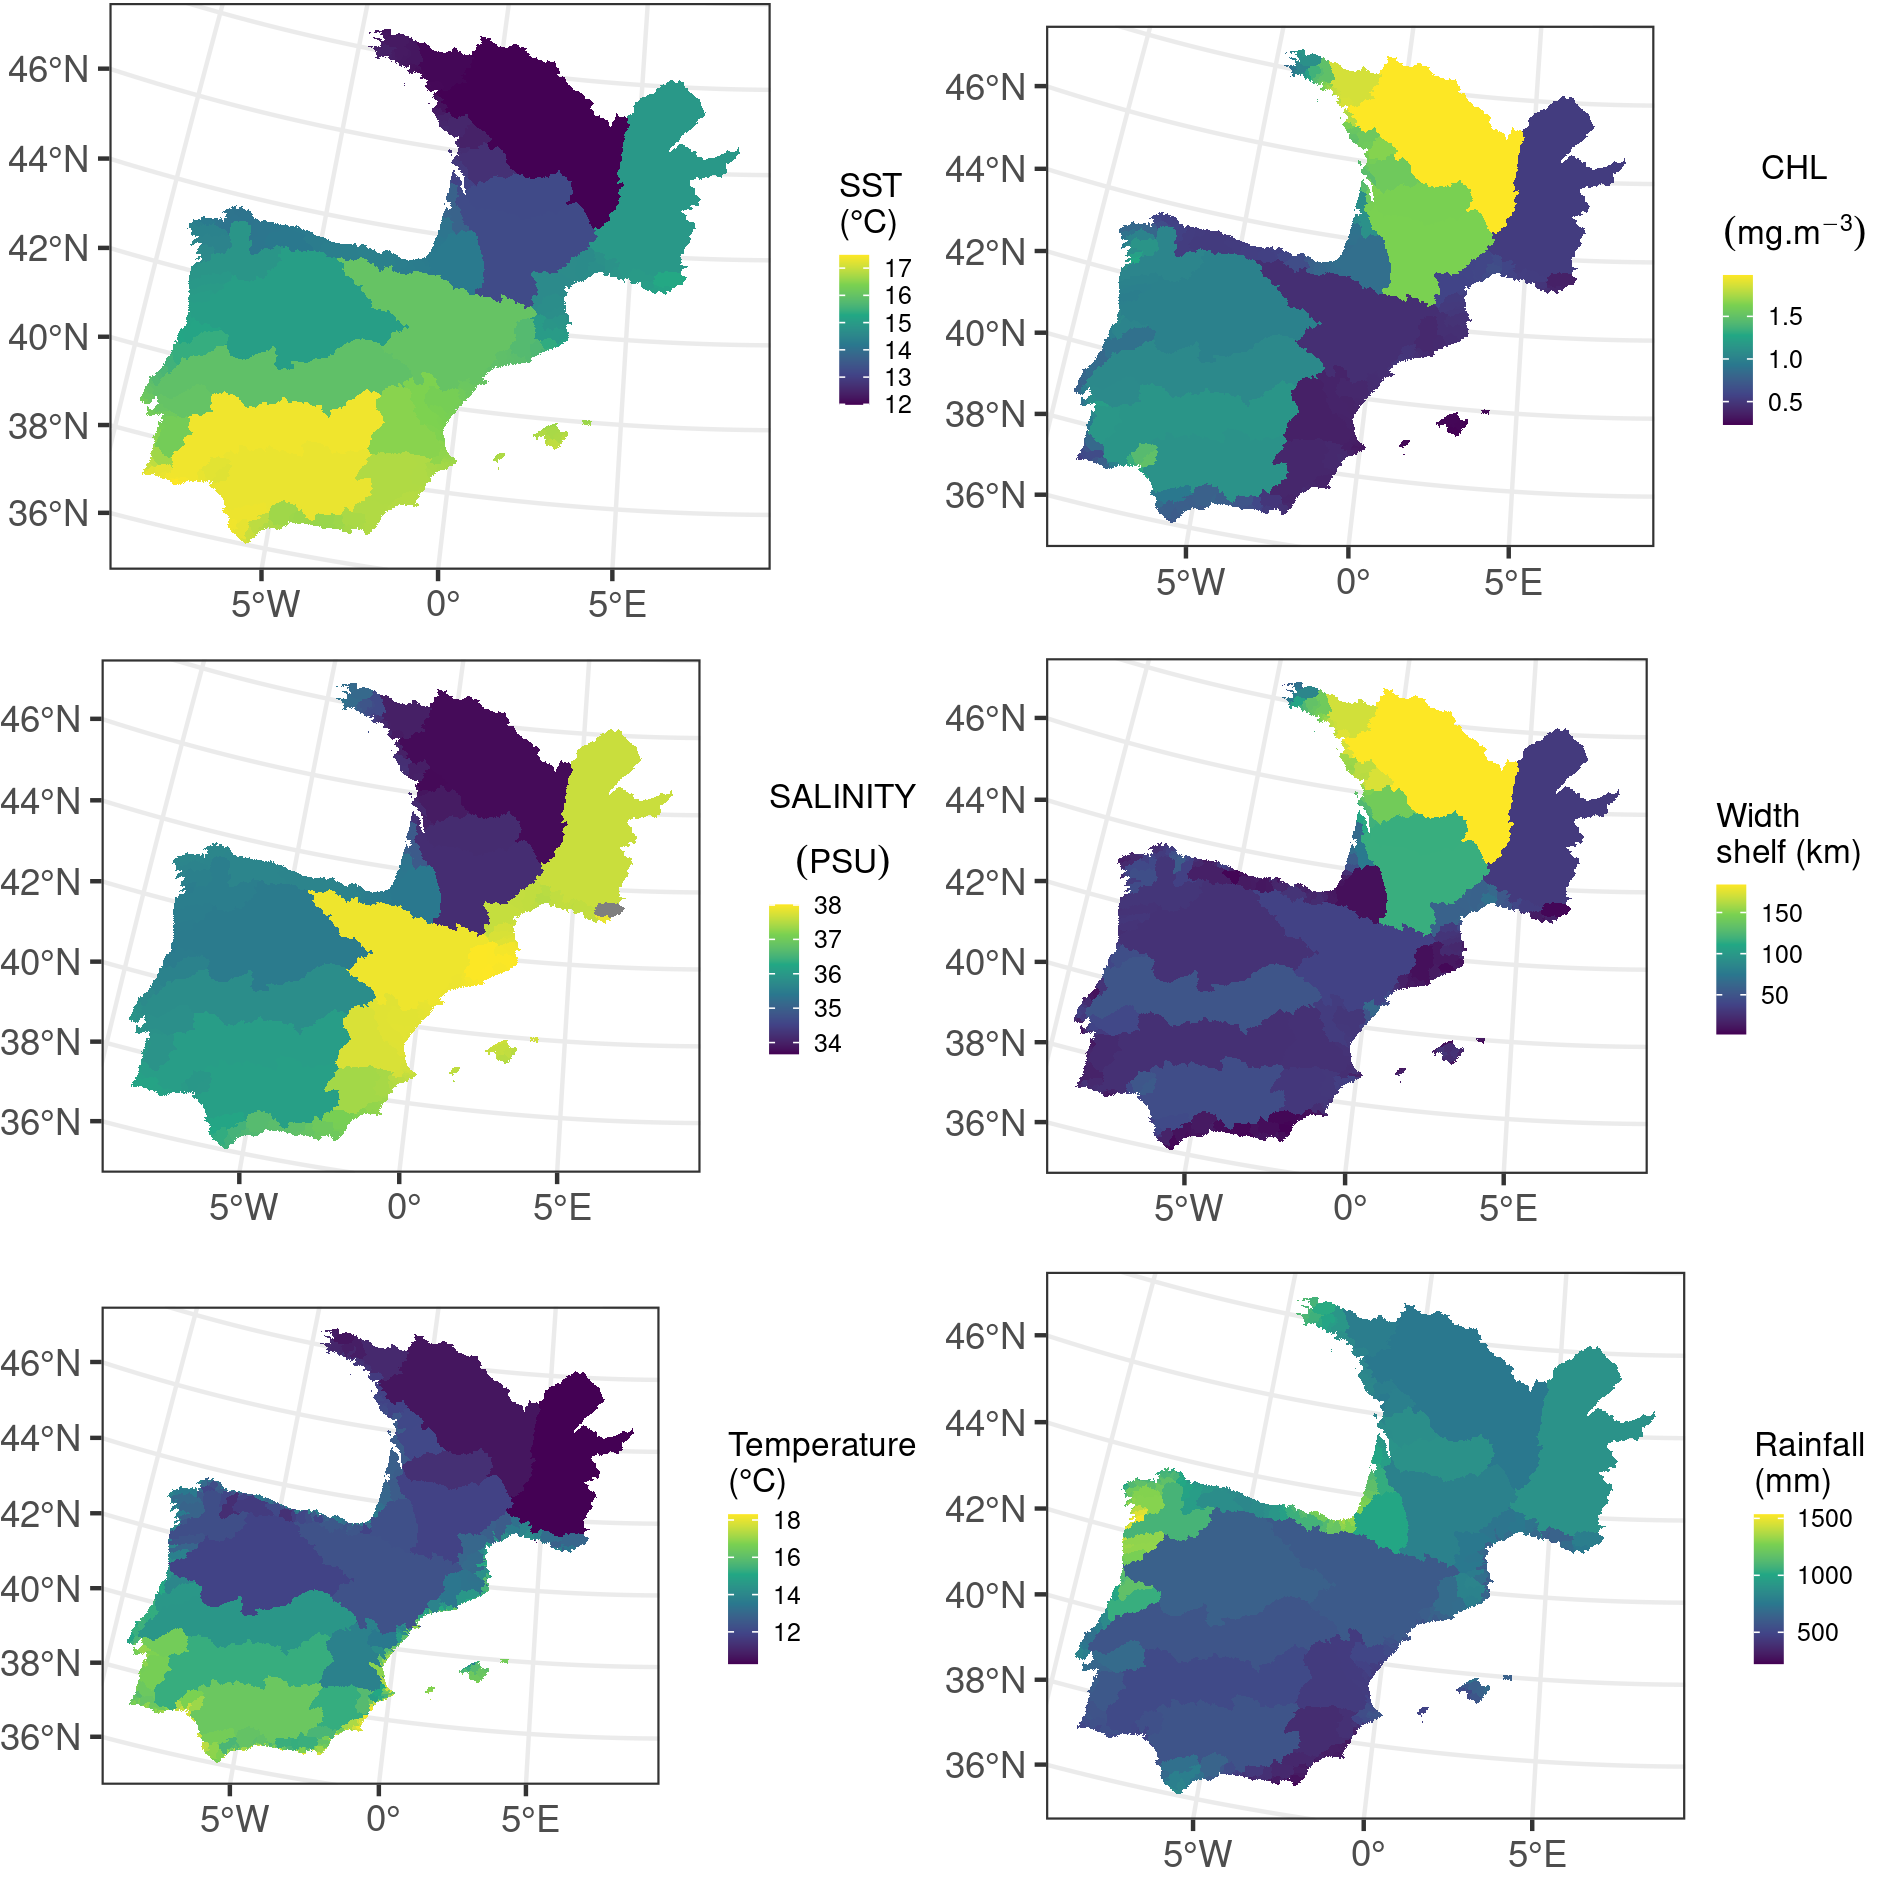 46°N
44°N
42°N
40°N
38°N
36°N
5°W 0° 5°E
SST
(°C)
17
16
15
14
13
12
46°N
44°N
42°N
40°N
38°N
36°N
5°W 0° 5°E
CHL
(mg.m⁻³)
1.5
1.0
0.5
46°N
44°N
42°N
40°N
38°N
36°N
5°W 0° 5°E
SALINITY
(PSU)
38
37
36
35
34
46°N
44°N
42°N
40°N
38°N
36°N
5°W 0° 5°E
Width
shelf (km)
150
100
50
46°N
44°N
42°N
40°N
38°N
36°N
5°W 0° 5°E
Temperature
(°C)
18
16
14
12
46°N
44°N
42°N
40°N
38°N
36°N
5°W 0° 5°E
Rainfall
(mm)
1500
1000
500